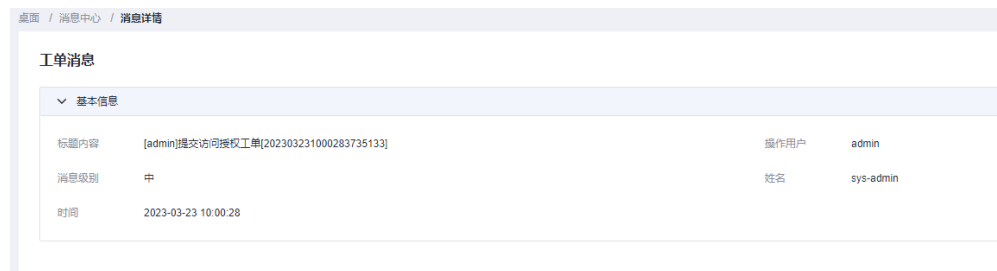 桌面 / 消息中心 / 消息详情
工单消息
基本信息
标题内容 [admin]提交访问授权工单[202303231000283735133] 操作用户 admin
消息级别 中 姓名 sys-admin
时间 2023-03-23 10:00:28